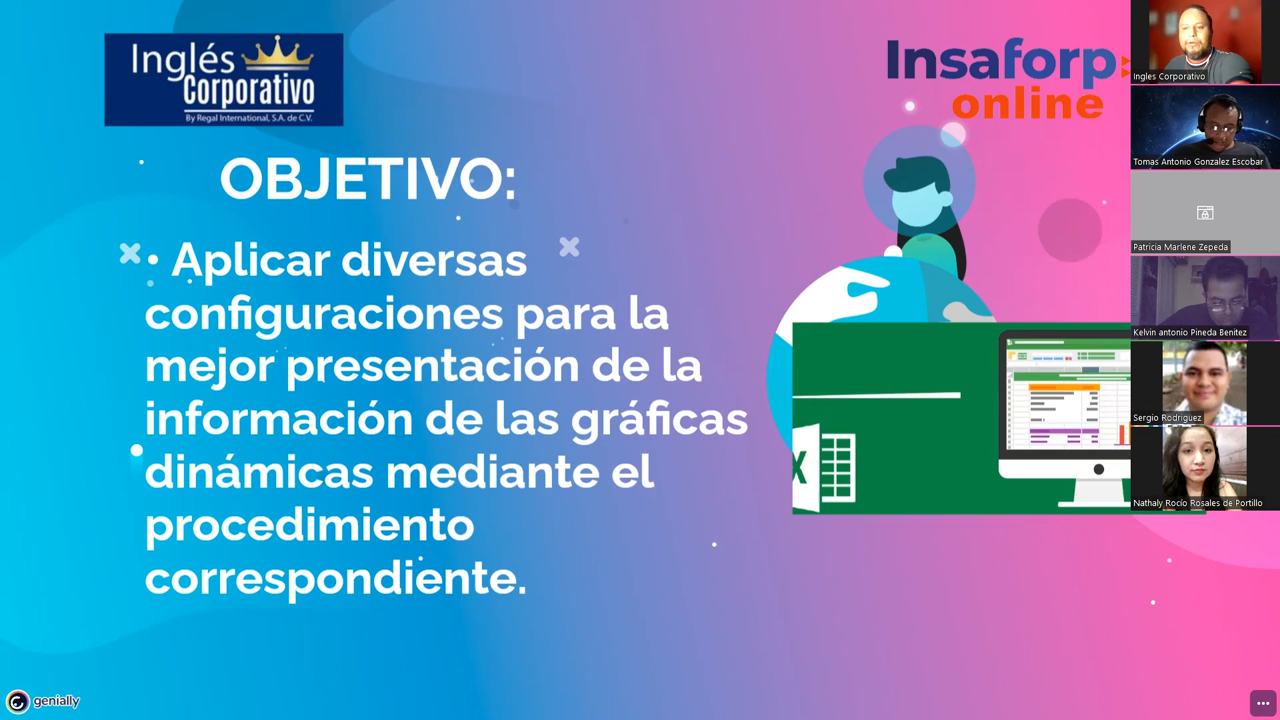 Inglés
Corporativo
By Regal International, S.A. de C.V.
Insaforp
online
OBJETIVO:
• Aplicar diversas
configuraciones para la
mejor presentación de la
información de las gráficas
dinámicas mediante el
procedimiento
correspondiente.
X
Ingles Corporativo
Tomas Antonio Gonzalez Escobar
Patricia Marlene Zepeda
Kelvin antonio Pineda Benitez
Sergio Rodriguez
Nathaly Rocío Rosales de Portillo
genially